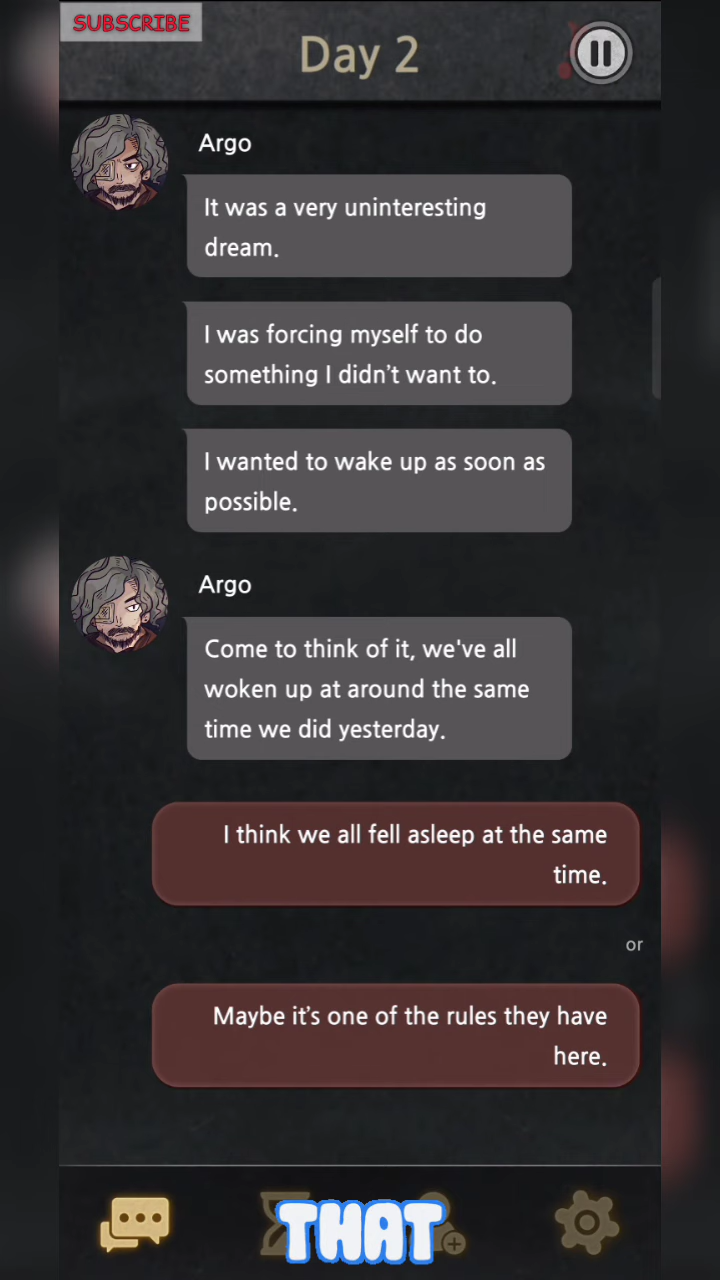 SUBSCRIBE
Day 2
Argo
It was a very uninteresting
dream.
I was forcing myself to do
something I didn't want to.
I wanted to wake up as soon as
possible.
Argo
Come to think of it, we've all
woken up at around the same
time we did yesterday.
I think we all fell asleep at the same
time.
or
Maybe it's one of the rules they have
here.
THAT